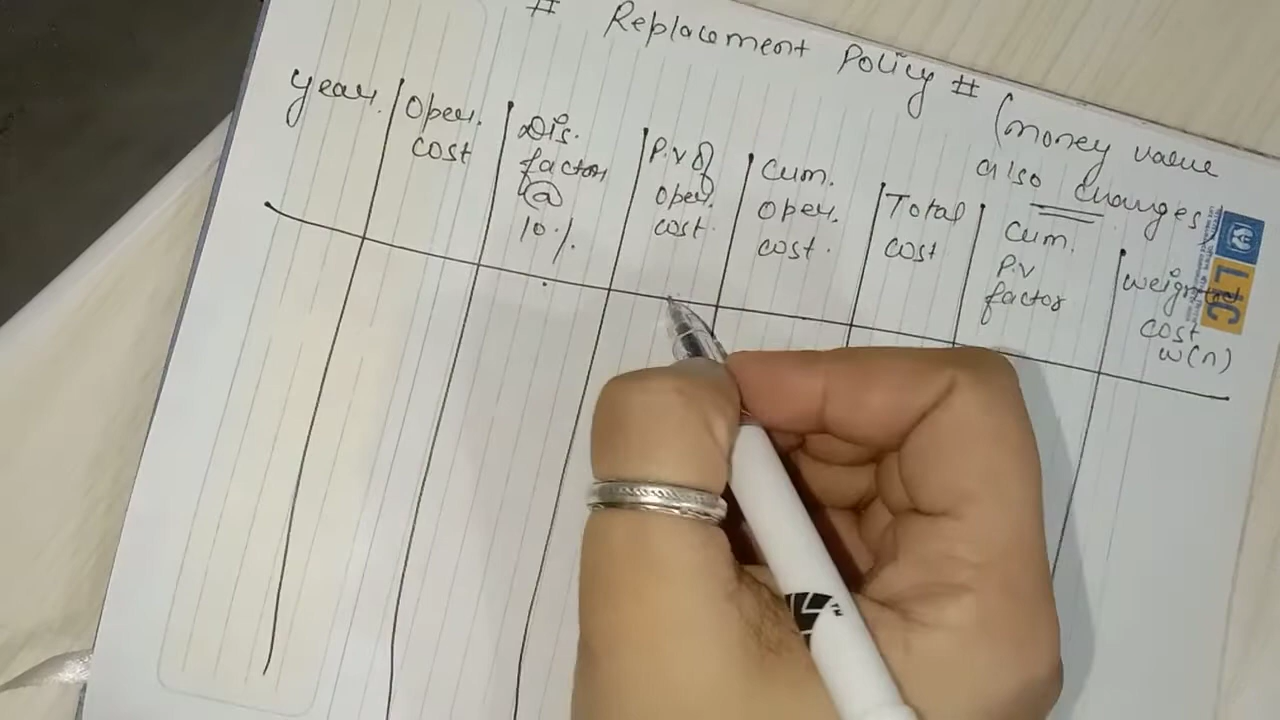 # Replacement Policy #
(money value
also changes
year
Oper.
cost
Dis.
factor
@
10%
P.V of
Oper.
cost.
Cum.
Oper.
cost.
Total
cost
Cum.
P.V
factor
cost
w(n)
LIC